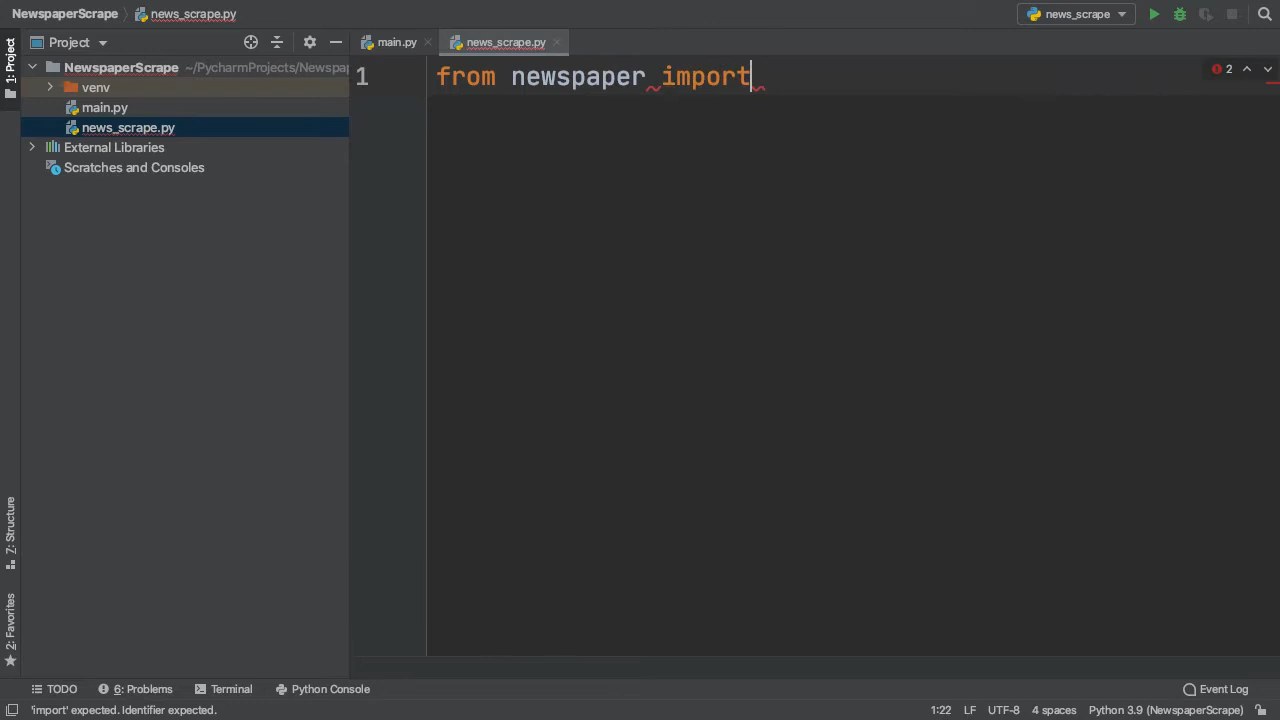 NewspaperScrape
news_scrape.py
news_scrape
Project
main.py
news_scrape.py
1: Project
NewspaperScrape ~/PycharmProjects/Newspa
venv
main.py
news_scrape.py
External Libraries
Scratches and Consoles
1
from newspaper import
2
Z: Structure
2: Favorites
TODO
6: Problems
Terminal
Python Console
Event Log
'import' expected. Identifier expected.
1:22
LF
UTF-8
4 spaces
Python 3.9 (NewspaperScrape)